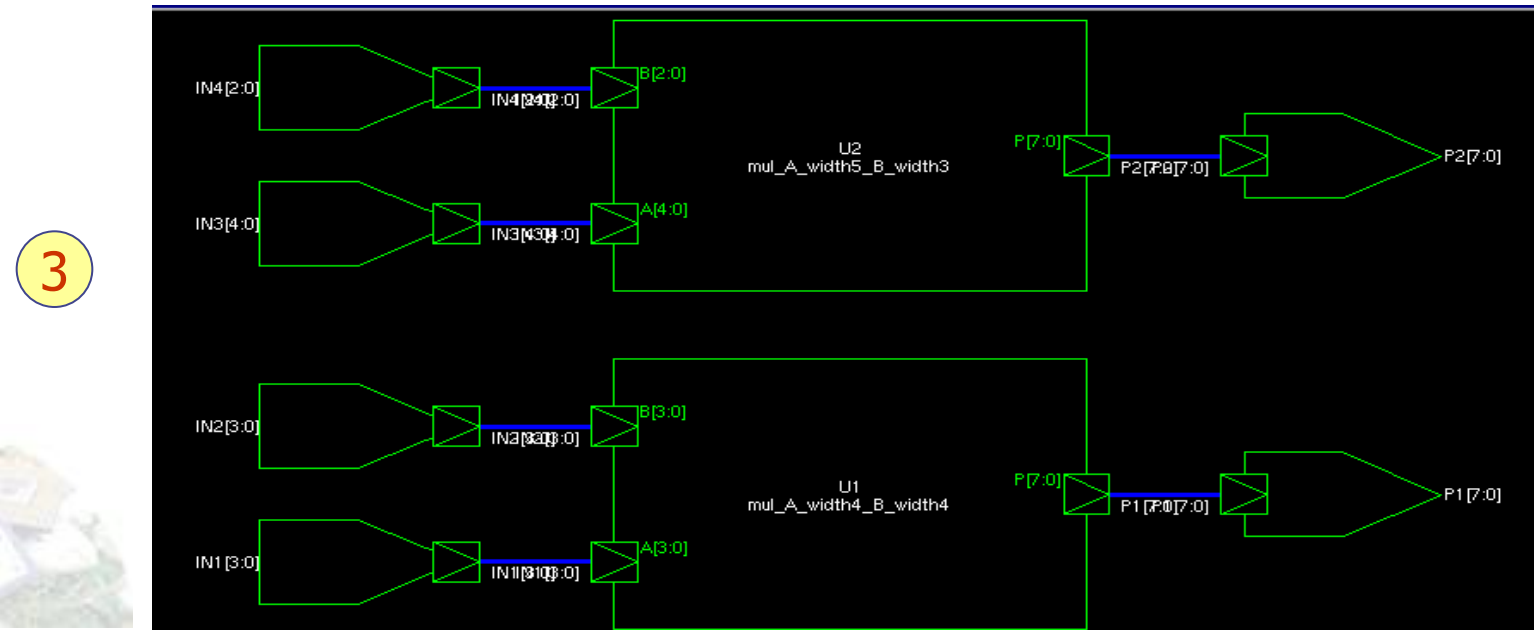 3
IN4[2:0]
B[2:0]
U2
mul_A_width5_B_width3
P[7:0]
P2[7:0]
IN3[4:0]
A[4:0]
IN2[3:0]
B[3:0]
U1
mul_A_width4_B_width4
P[7:0]
P1[7:0]
IN1[3:0]
A[3:0]